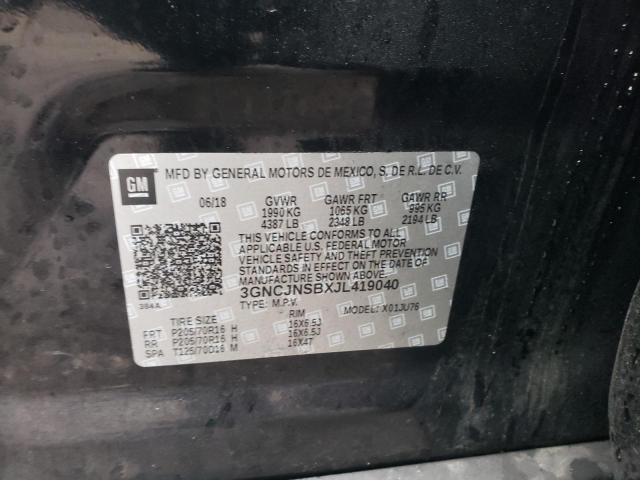 GM
MFD BY GENERAL MOTORS DE MEXICO, S. DE R.L. DE C.V.
06/18 GVWR GAWR FRT GAWR RR
1990 KG 1065 KG 995 KG
4387 LB 2348 LB 2194 LB
THIS VEHICLE CONFORMS TO ALL
APPLICABLE U.S. FEDERAL MOTOR
VEHICLE SAFETY AND THEFT PREVENTION
STANDARDS IN EFFECT ON THE DATE OF
MANUFACTURE SHOWN ABOVE.
3GNCJNSBXJL419040
TYPE: M.P.V. MODEL: X01JU76
TIRE SIZE RIM
FRT P205/70R16 H 16X6.5J
RR P205/70R16 H 16X6.5J
SPA T125/70D16 M 16X4T